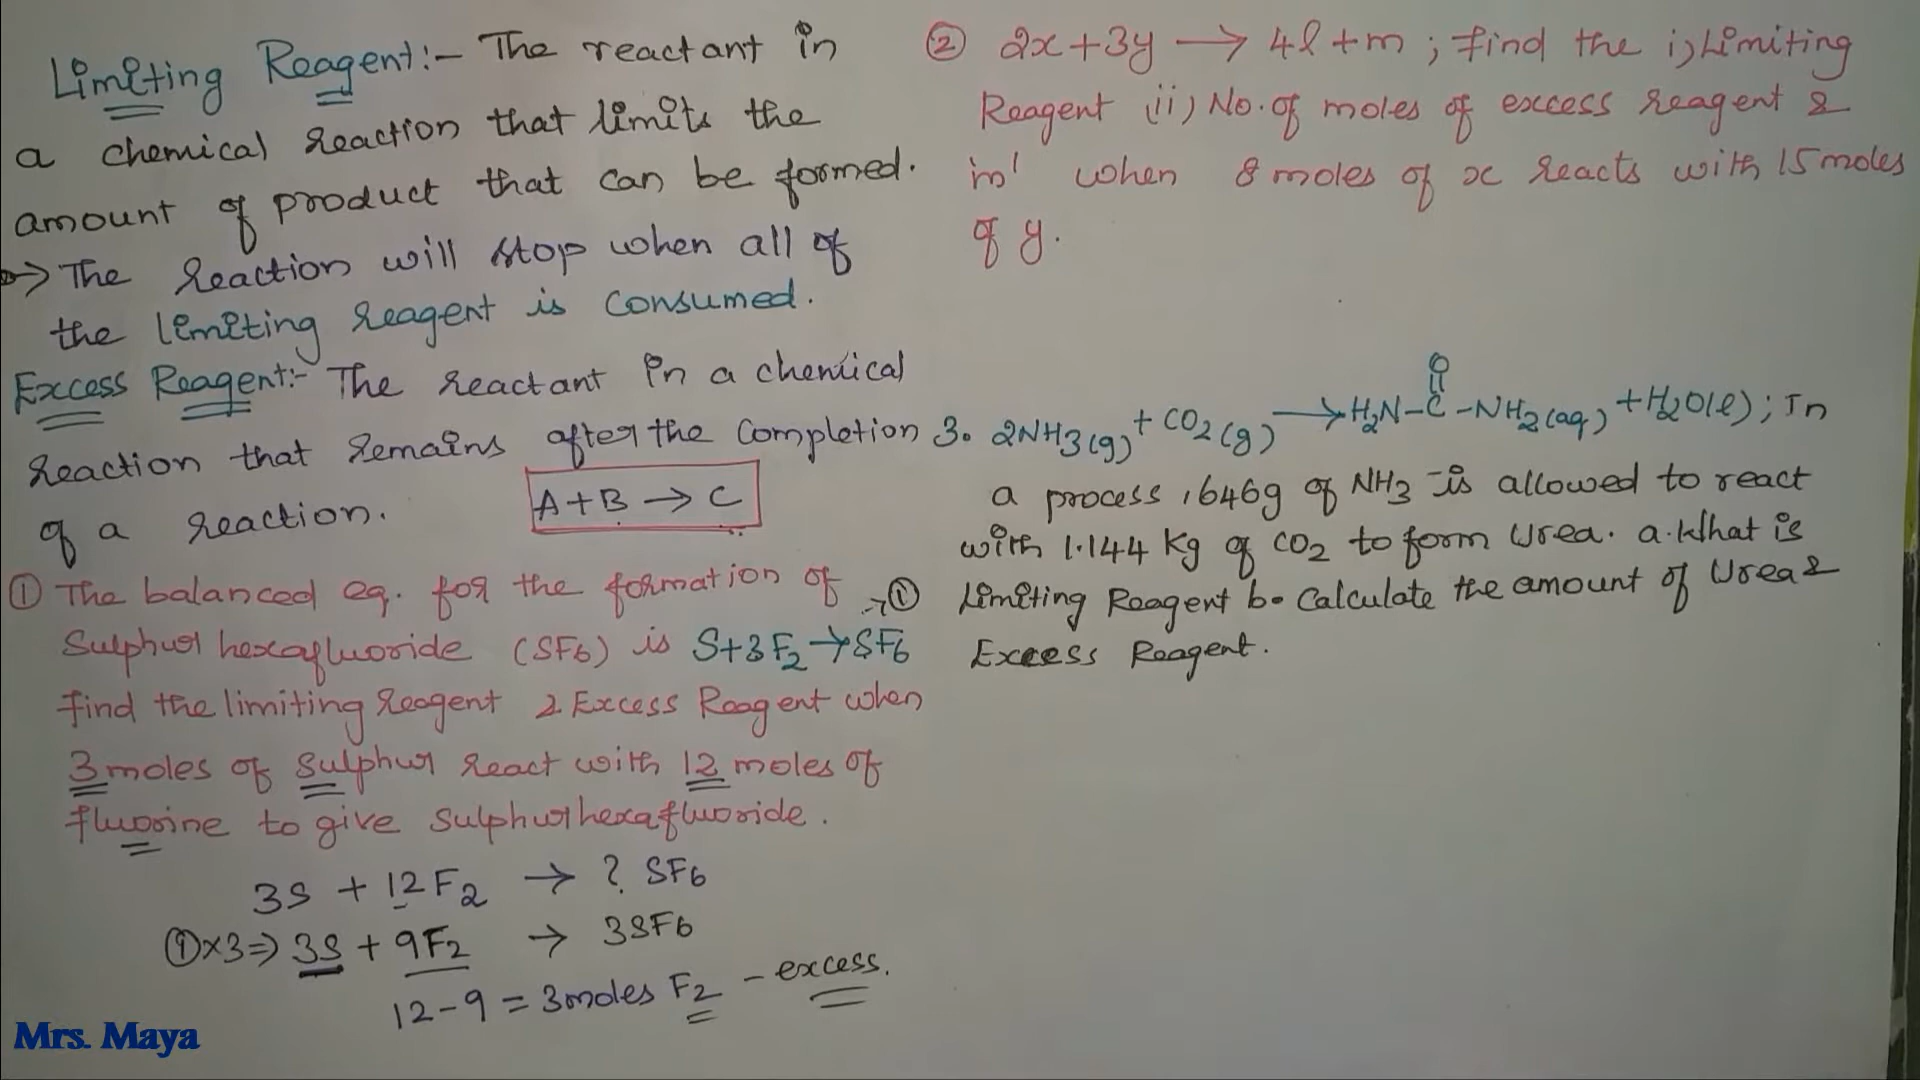 Limiting Reagent:- The reactant in
a chemical reaction that limits the
amount of product that can be formed.
→ The reaction will stop when all of
the limiting reagent is consumed.
Excess Reagent:- The reactant in a chemical
reaction that remains after the completion
of a reaction.
A+B → C
① The balanced eq. for the formation of
Sulphur hexafluoride (SF6) is S+3F2→SF6 →①
find the limiting reagent & Excess Reagent when
3 moles of sulphur react with 12 moles of
fluorine to give sulphurhexafluoride.
3S + 12F2 → ? SF6
①×3⇒ 3S + 9F2 → 3SF6
12-9 = 3moles F2 - excess.
② 2x+3y → 4l+m ; find the i) Limiting
Reagent (ii) No. of moles of excess reagent &
'm' when 8 moles of x reacts with 15 moles
of y.
O
3. 2NH3(g) + CO2(g) → H2N-C-NH2(aq) + H2O(l); In
a process, 646g of NH3 is allowed to react
with 1.144 Kg of CO2 to form Urea. a. What is
Limiting Reagent b. Calculate the amount of Urea &
Excess Reagent.
Mrs. Maya